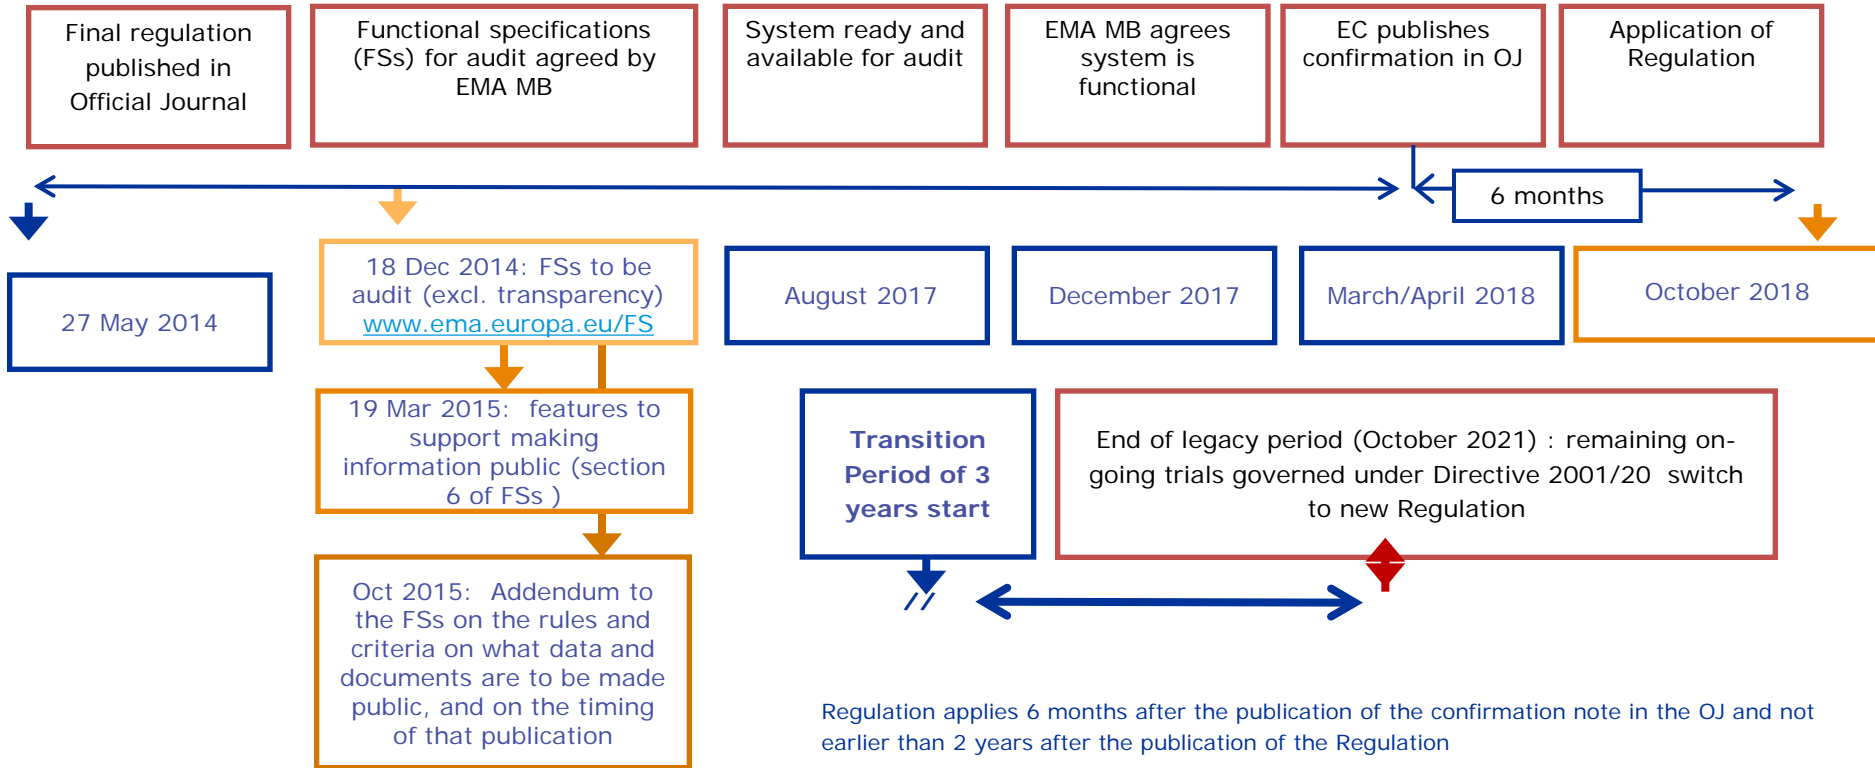 Final regulation
published in
Official Journal
Functional specifications
(FSs) for audit agreed by
EMA MB
System ready and
available for audit
EMA MB agrees
system is
functional
EC publishes
confirmation in OJ
Application of
Regulation
6 months
27 May 2014
18 Dec 2014: FSs to be
audit (excl. transparency)
www.ema.europa.eu/FS
August 2017
December 2017
March/April 2018
October 2018
19 Mar 2015: features to
support making
information public (section
6 of FSs )
Oct 2015: Addendum to
the FSs on the rules and
criteria on what data and
documents are to be made
public, and on the timing
of that publication
Transition
Period of 3
years start
//
End of legacy period (October 2021) : remaining on-
going trials governed under Directive 2001/20 switch
to new Regulation
Regulation applies 6 months after the publication of the confirmation note in the OJ and not
earlier than 2 years after the publication of the Regulation